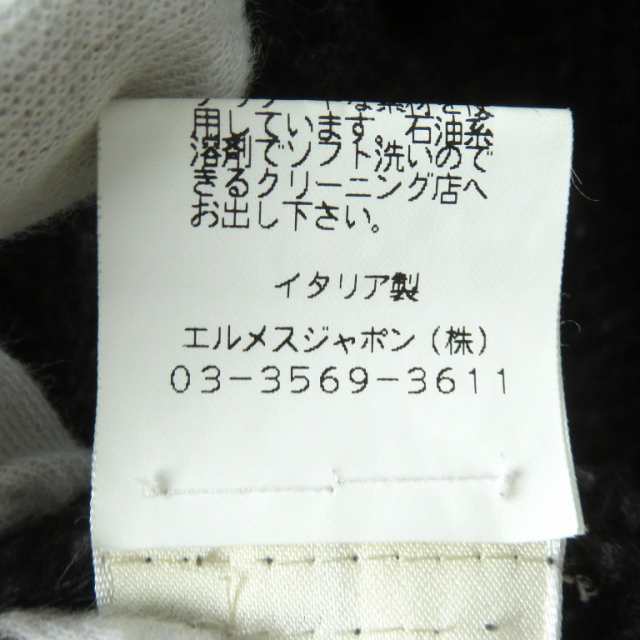 用しています。石油系
溶剤でソフト洗いので
きるクリーニング店へ
お出し下さい。
イタリア製
エルメスジャポン（株）
03-3569-3611